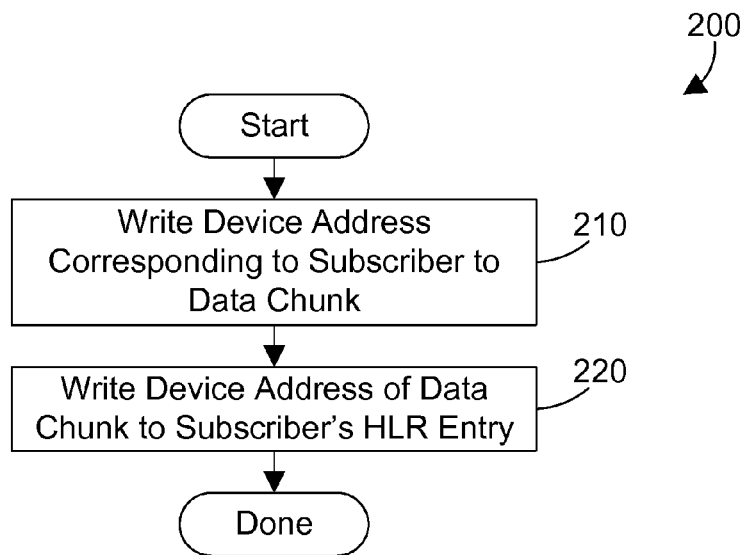 200
Start
Write Device Address
Corresponding to Subscriber to
Data Chunk
210
Write Device Address of Data
Chunk to Subscriber’s HLR Entry
220
Done